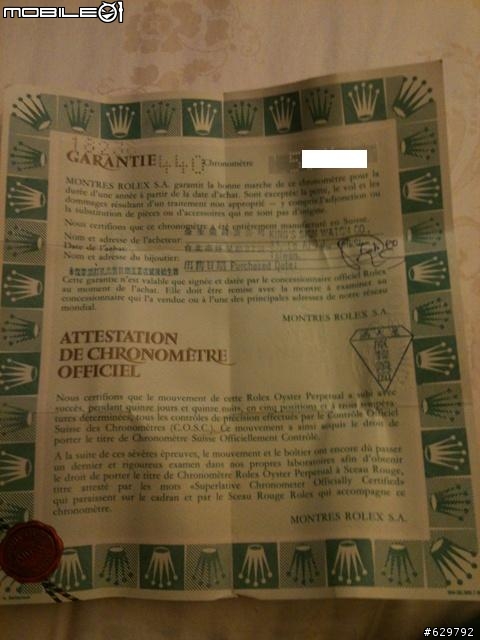 MOBILE01
18238
GARANTIE 440 Chronomètre
MONTRES ROLEX S.A. garantit la bonne marche de ce chronomètre pour la
durée d'une année à partir de la date d'achat. Sont exceptés: la perte, le vol et les
dommages résultant d'un traitement non approprié – y compris l'adjonction ou
la substitution de pièces ou d'accessoires qui ne sont pas d'origine.
Nous certifions que ce chronomètre a été entièrement manufacturé en Suisse.
WATCH CO.
Nom et adresse de l'acheteur:
Date de l'achat:
Nom et adresse du bijoutier: Taiwan.
Purchased Date:
Cette garantie n'est valable que signée et datée par le concessionnaire officiel Rolex
au moment de l'achat. Elle doit être remise avec la montre à examiner au
concessionnaire qui l'a vendue ou à l'une des principales adresses de notre réseau
mondial.
MONTRES ROLEX S.A.
ATTESTATION
DE CHRONOMÈTRE
OFFICIEL
Nous certifions que le mouvement de cette Rolex Oyster Perpetual a subi avec
succès, pendant quinze jours et quinze nuits, en cinq positions et à trois tempéra-
tures déterminées, tous les contrôles de précision effectués par le Contrôle Officiel
Suisse des Chronomètres (C.O.S.C.). Ce mouvement a ainsi acquis le droit de
porter le titre de Chronomètre Suisse Officiellement Contrôlé.
A la suite de ces sévères épreuves, le mouvement et le boîtier ont encore dû passer
un dernier et rigoureux examen dans nos propres laboratoires afin d'obtenir
le droit de porter le titre de Chronomètre Rolex Oyster Perpetual à Sceau Rouge,
titre attesté par les mots «Superlative Chronometer Officially Certified»
qui paraissent sur le cadran et par le Sceau Rouge Rolex qui accompagne ce
chronomètre.
MONTRES ROLEX S.A.
#629792